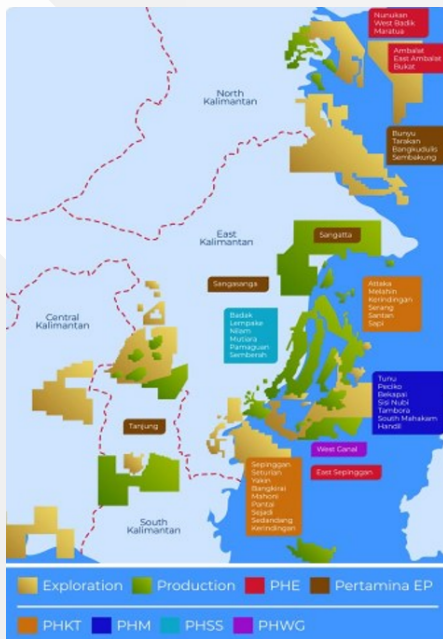 Nunukan
West Badik
Maratua
Ambalat
East Ambalat
Bukat
North
Kalimantan
Bunyu
Tarakan
Bangkudulis
Sembakung
East
Kalimantan
Sangatta
Sengasanga
Attaka
Melahin
Kerindingan
Serang
Santan
Sapi
Badak
Lempake
Nilam
Mutiara
Pamaguan
Semberah
Central
Kalimantan
Tunu
Peciko
Bekapai
Sisi Nubi
Tambora
South Mahakam
Handil
Tanjung
West Ganal
East Sepinggan
Sepinggan
Seturian
Yakin
Bangkirai
Mahoni
Pantai
Sejadi
Sedandang
Kerindingan
South
Kalimantan
Exploration
Production
PHE
Pertamina EP
PHKT
PHM
PHSS
PHWG